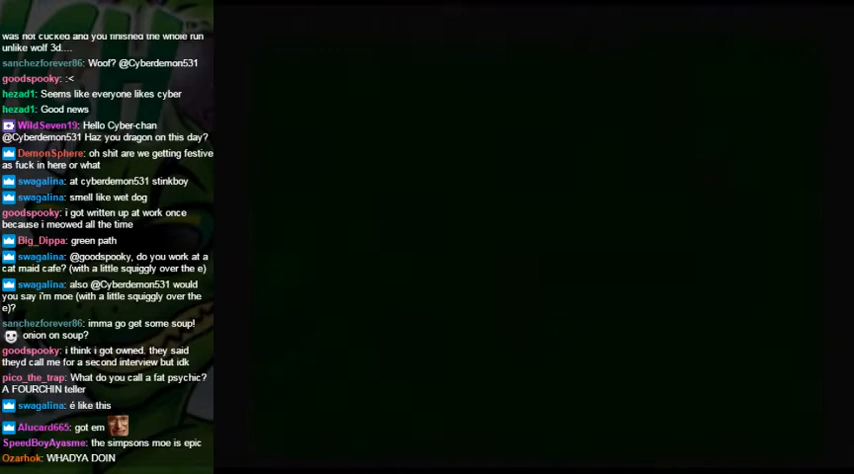 was not cucked and you finished the whole run
unlike wolf 3d....
sanchezforever86: Woof? @Cyberdemon531
goodspooky: :<
hezad1: Seems like everyone likes cyber
hezad1: Good news
WildSeven19: Hello Cyber-chan
@Cyberdemon531 Haz you dragon on this day?
DemonSphere: oh shit are we getting festive
as fuck in here or what
swagalina: at cyberdemon531 stinkboy
swagalina: smell like wet dog
goodspooky: i got written up at work once
because i meowed all the time
Big_Dippa: green path
swagalina: @goodspooky, do you work at a
cat maid cafe? (with a little squiggly over the e)
swagalina: also @Cyberdemon531 would
you say i'm moe (with a little squiggly over the
e)?
sanchezforever86: imma go get some soup!
onion on soup?
goodspooky: i think i got owned. they said
theyd call me for a second interview but idk
pico_the_trap: What do you call a fat psychic?
A FOURCHIN teller
swagalina: é like this
Alucard665: got em
SpeedBoyAyasme: the simpsons moe is epic
Ozarhok: WHADYA DOIN